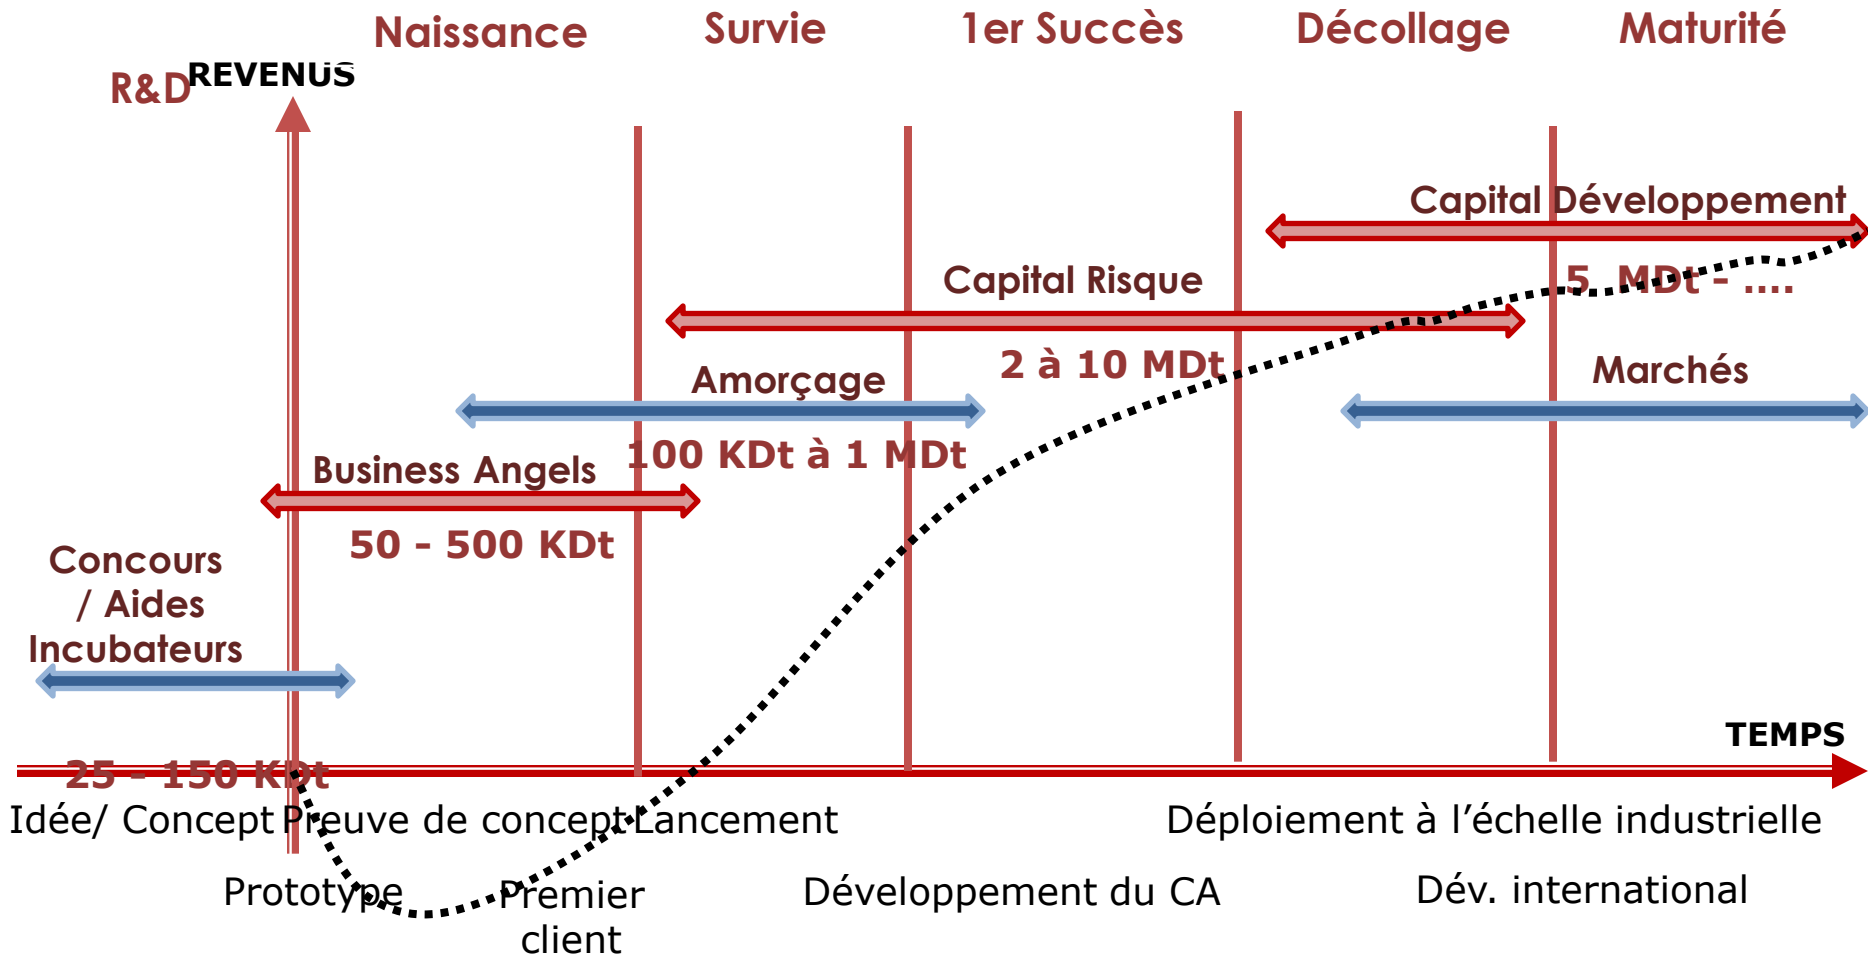 Naissance
Survie
1er Succès
Décollage
Maturité
R&D
REVENUS
Capital Développement
5 MDt - ....
Capital Risque
2 à 10 MDt
Amorçage
100 KDt à 1 MDt
Marchés
Business Angels
50 - 500 KDt
Concours
/ Aides
Incubateurs
25 - 150 KDt
TEMPS
Idée/ Concept
Preuve de concept
Lancement
Déploiement à l’échelle industrielle
Prototype
Premier
client
Développement du CA
Dév. international